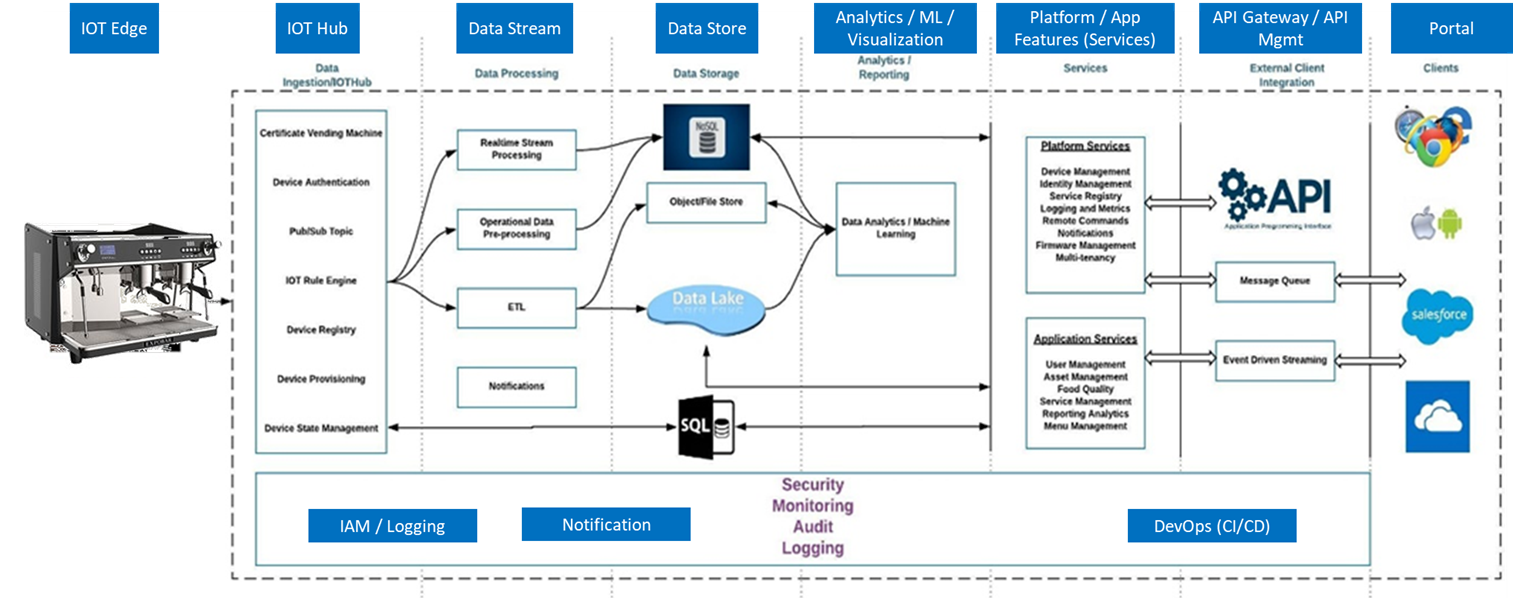 IOT Edge
IOT Hub
Data Stream
Data Store
Analytics / ML /
Visualization
Platform / App
Features (Services)
API Gateway / API
Mgmt
Portal
Data
Ingestion/IOTHub
Data Processing
Data Storage
Analytics /
Reporting
Services
External Client
Integration
Clients
Certificate Vending Machine
Device Authentication
Pub/Sub Topic
IOT Rule Engine
Device Registry
Device Provisioning
Device State Management
Realtime Stream
Processing
Operational Data
Pre-processing
ETL
Notifications
NoSQL
Object/File Store
Data Lake
SQL
Data Analytics / Machine
Learning
Platform Services
Device Management
Identity Management
Service Registry
Logging and Metrics
Remote Commands
Notifications
Firmware Management
Multi-tenancy
Application Services
User Management
Asset Management
Food Quality
Service Management
Reporting Analytics
Menu Management
API
Application Programming Interface
Message Queue
Event Driven Streaming
salesforce
Security
Monitoring
Audit
Logging
IAM / Logging
Notification
DevOps (CI/CD)